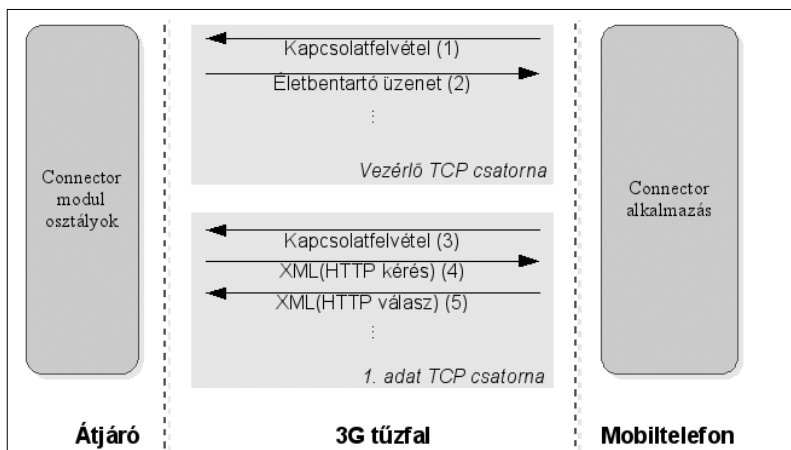 Connector
modul
osztályok
Kapcsolatfelvétel (1)
Életbentartó üzenet (2)
⋮
Vezérlő TCP csatorna
Kapcsolatfelvétel (3)
XML(HTTP kérés) (4)
XML(HTTP válasz) (5)
⋮
1. adat TCP csatorna
Connector
alkalmazás
Átjáró
3G tűzfal
Mobiltelefon